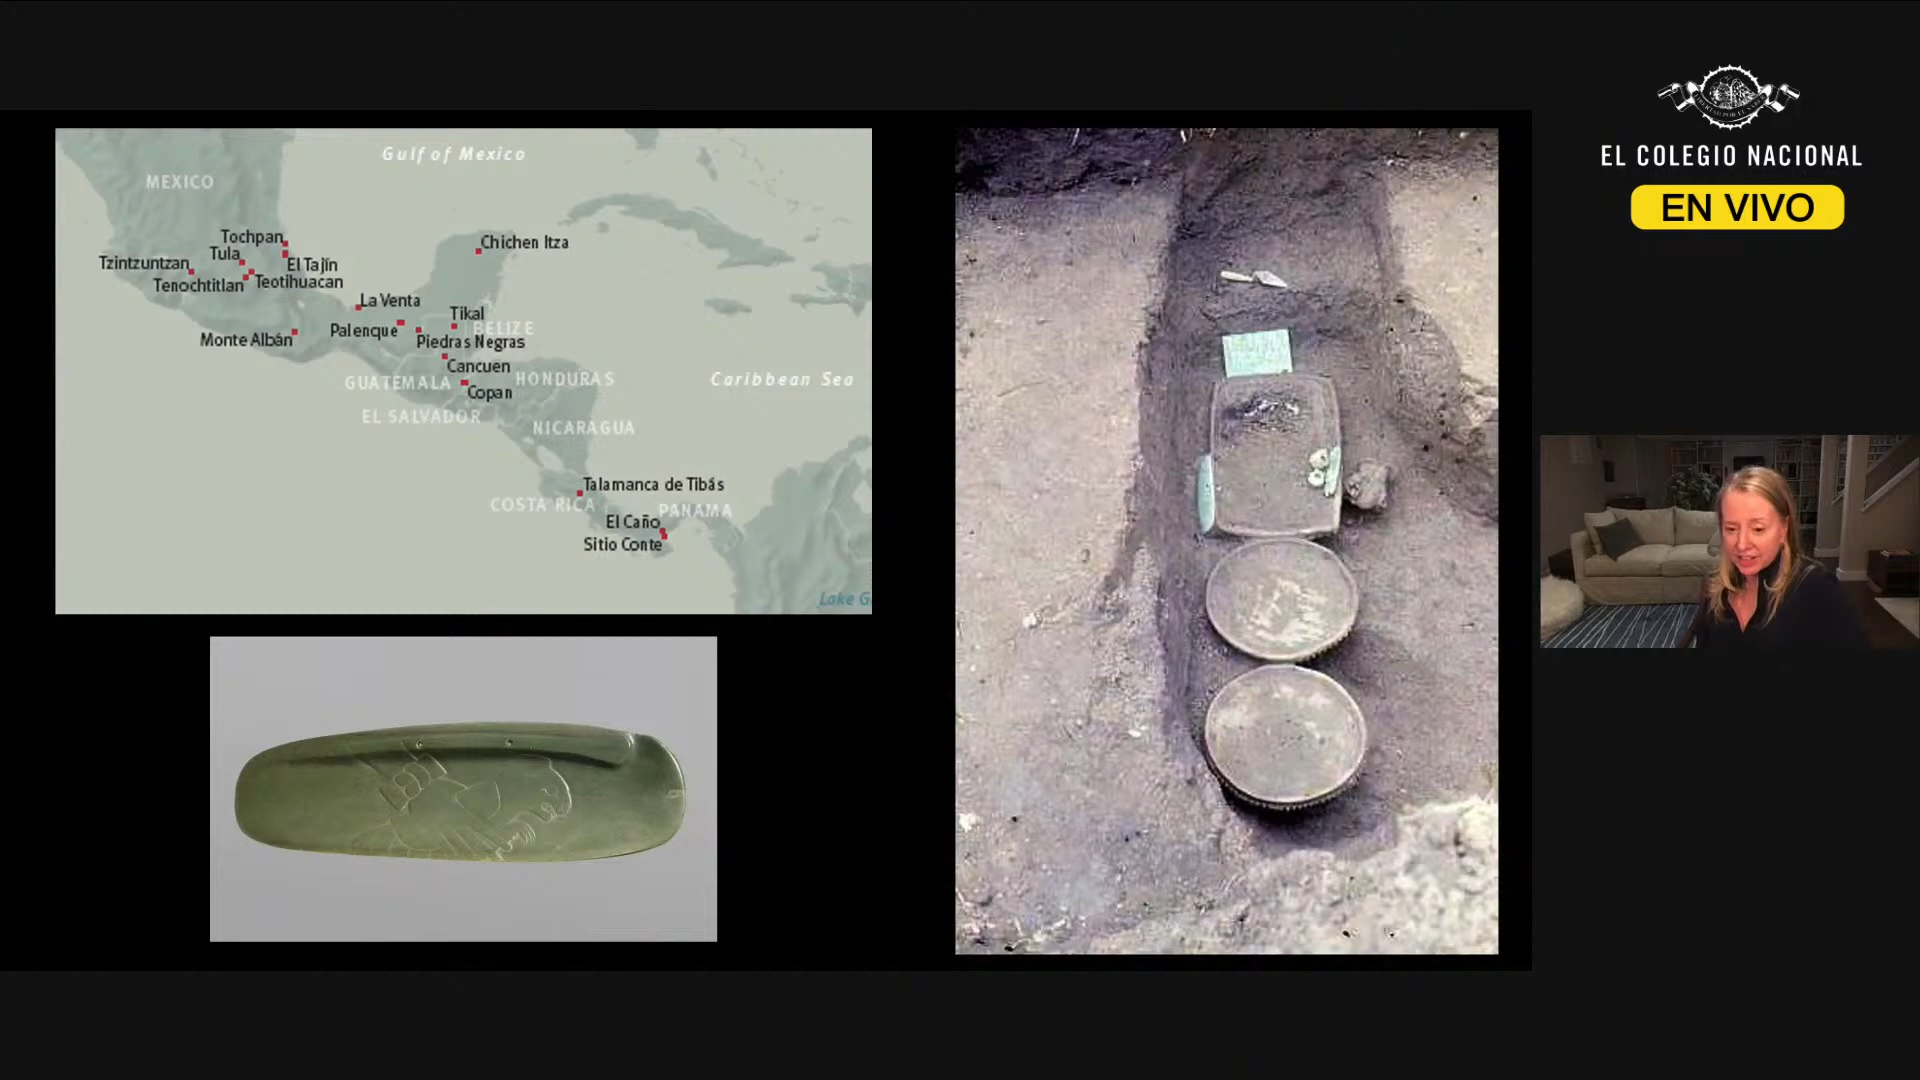 Gulf of Mexico
MEXICO
Tochpan
Chichen Itza
Tula
Tzintzuntzan
El Tajín
Tenochtitlan
Teotihuacan
La Venta
Tikal
BELIZE
Palenque
Monte Albán
Piedras Negras
Cancuen
GUATEMALA
HONDURAS
Caribbean Sea
Copan
EL SALVADOR
NICARAGUA
Talamanca de Tibás
COSTA RICA
PANAMA
El Caño
Sitio Conte
Lake G
EL COLEGIO NACIONAL
EN VIVO